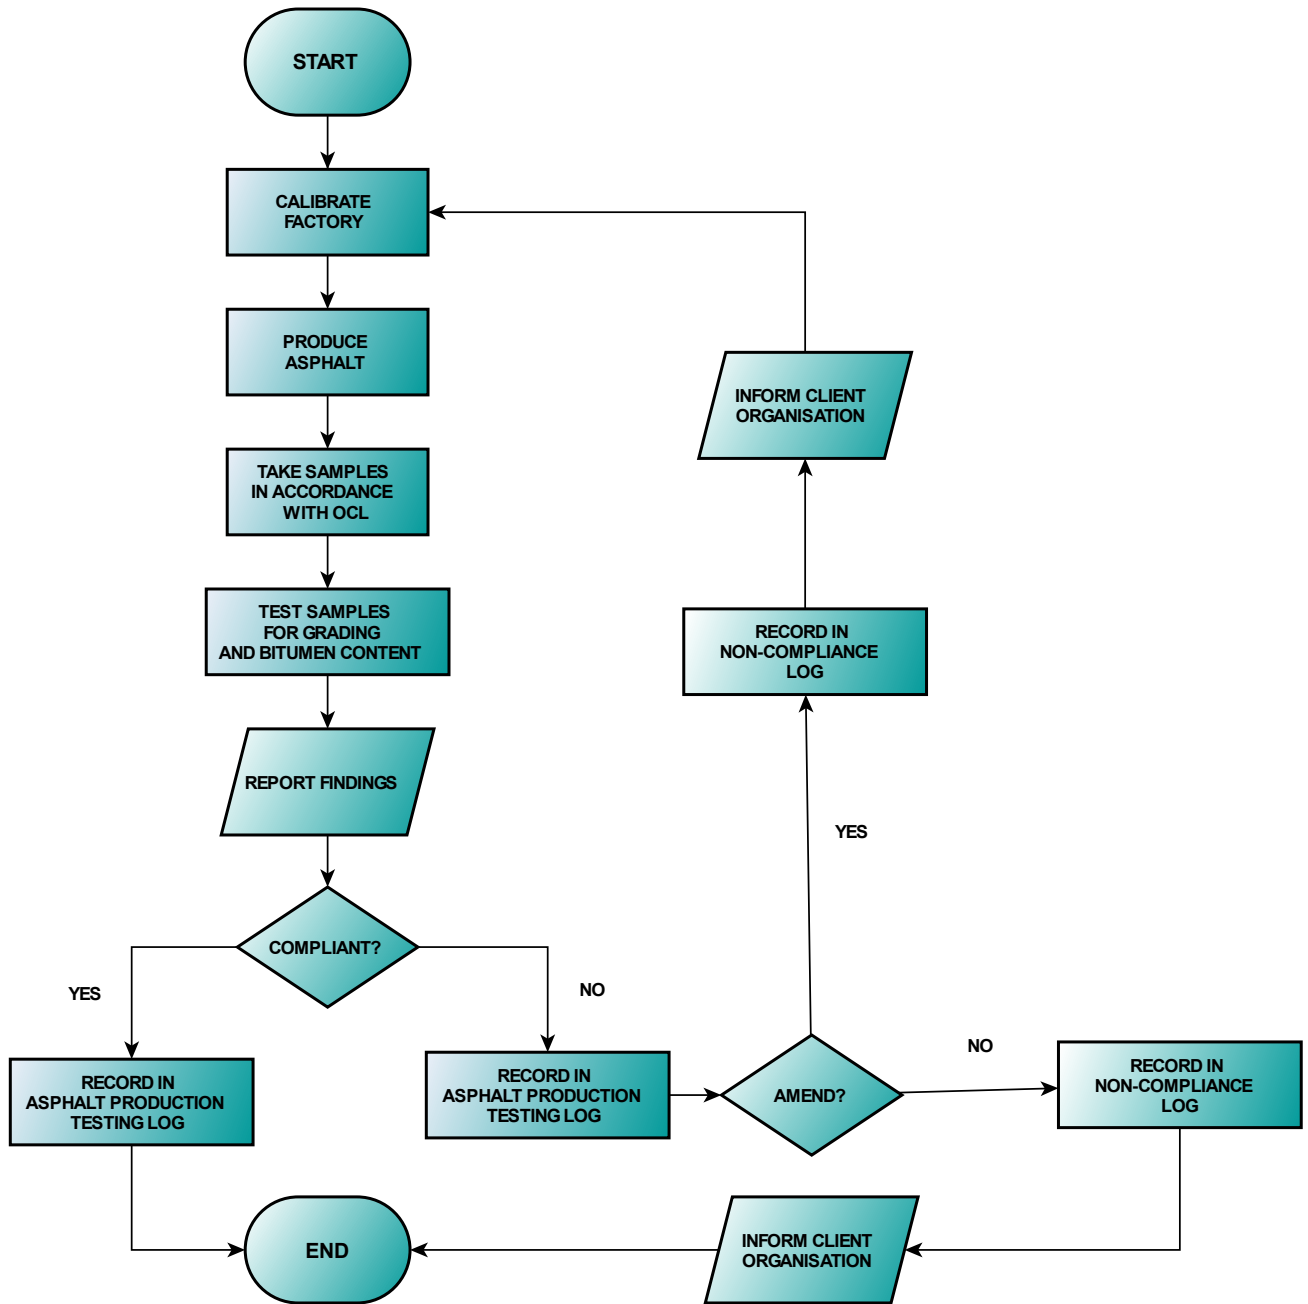 START
CALIBRATE
FACTORY
PRODUCE
ASPHALT
TAKE SAMPLES
IN ACCORDANCE
WITH OCL
TEST SAMPLES
FOR GRADING
AND BITUMEN CONTENT
REPORT FINDINGS
COMPLIANT?
YES
NO
RECORD IN
ASPHALT PRODUCTION
TESTING LOG
RECORD IN
ASPHALT PRODUCTION
TESTING LOG
AMEND?
YES
RECORD IN
NON-COMPLIANCE
LOG
INFORM CLIENT
ORGANISATION
NO
RECORD IN
NON-COMPLIANCE
LOG
INFORM CLIENT
ORGANISATION
END